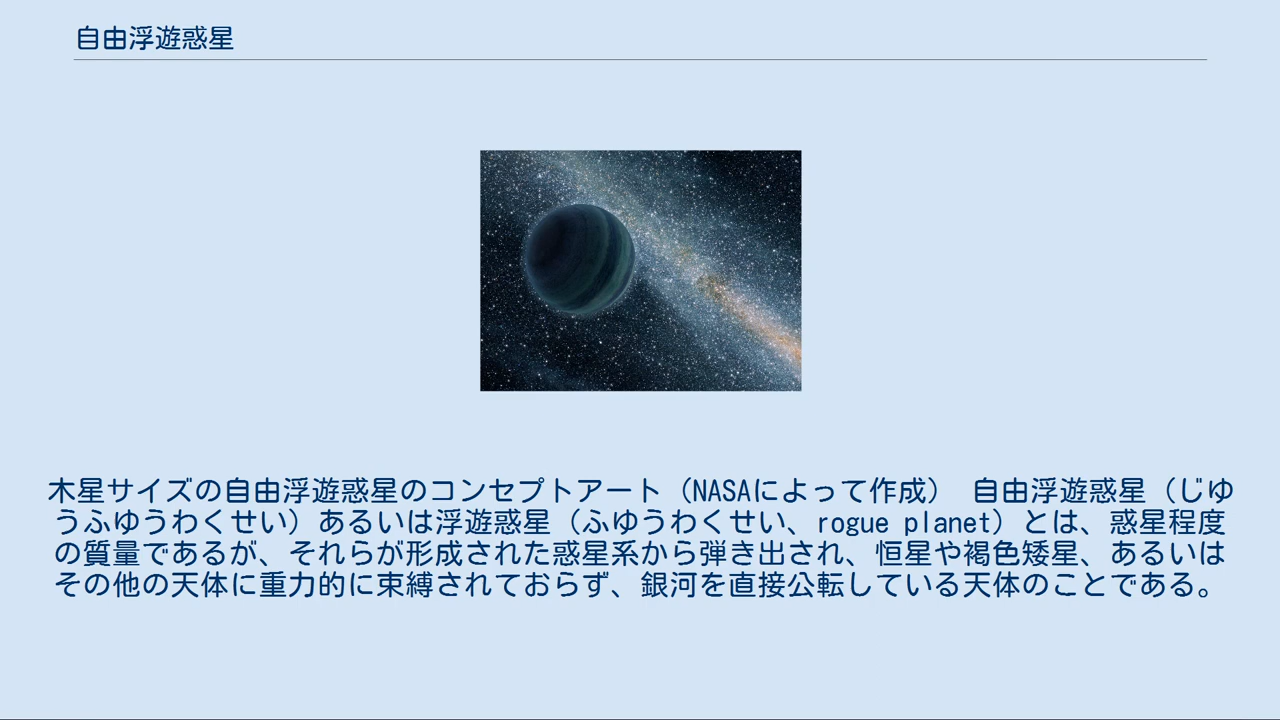 自由浮遊惑星
木星サイズの自由浮遊惑星のコンセプトアート（NASAによって作成） 自由浮遊惑星（じゆ
うふゆうわくせい）あるいは浮遊惑星（ふゆうわくせい、rogue planet）とは、惑星程度
の質量であるが、それらが形成された惑星系から弾き出され、恒星や褐色矮星、あるいは
その他の天体に重力的に束縛されておらず、銀河を直接公転している天体のことである。